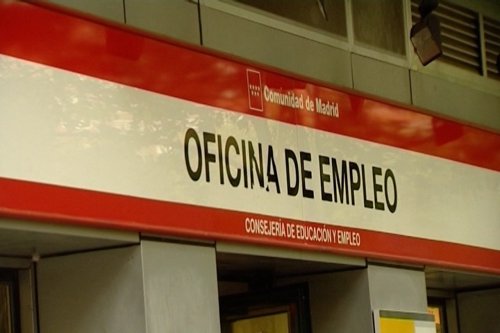 Comunidad de Madrid
OFICINA DE EMPLEO
CONSEJERÍA DE EDUCACIÓN Y EMPLEO